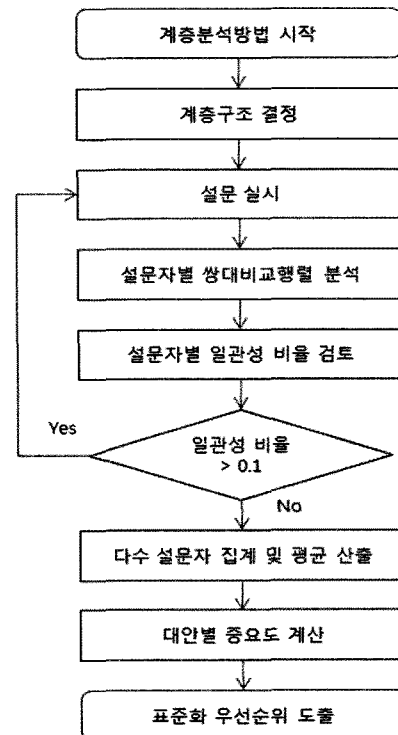 계층분석방법 시작
계층구조 결정
설문 실시
설문자별 쌍대비교행렬 분석
설문자별 일관성 비율 검토
Yes
일관성 비율
> 0.1
No
다수 설문자 집계 및 평균 산출
대안별 중요도 계산
표준화 우선순위 도출